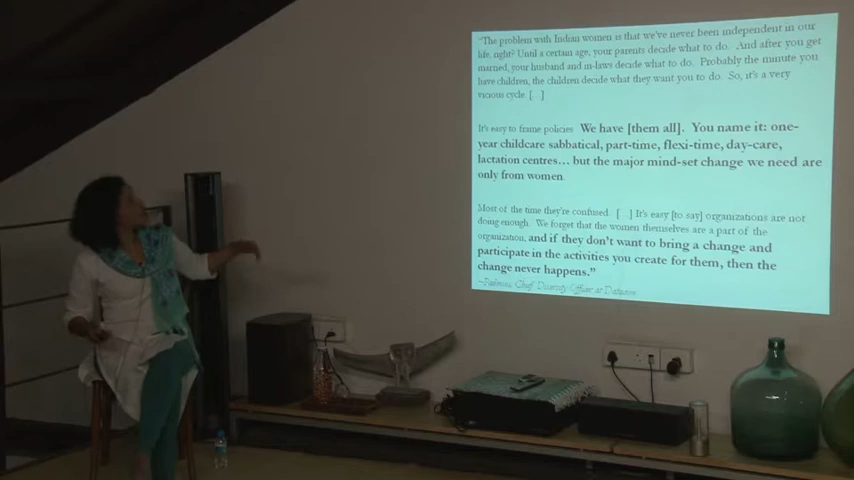 "The problem with Indian women is that we've never been independent in our
life, right? Until a certain age, your parents decide what to do. And after you get
married, your husband and in-laws decide what to do. Probably the minute you
have children, the children decide what they want you to do. So, it's a very
vicious cycle. [...]
It's easy to frame policies. We have [them all]. You name it: one-
year childcare sabbatical, part-time, flexi-time, day-care,
lactation centres... but the major mind-set change we need are
only from women.
Most of the time they're confused. [...] It's easy [to say] organizations are not
doing enough. We forget that the women themselves are a part of the
organization, and if they don't want to bring a change and
participate in the activities you create for them, then the
change never happens."
Chief Diversity Officer at